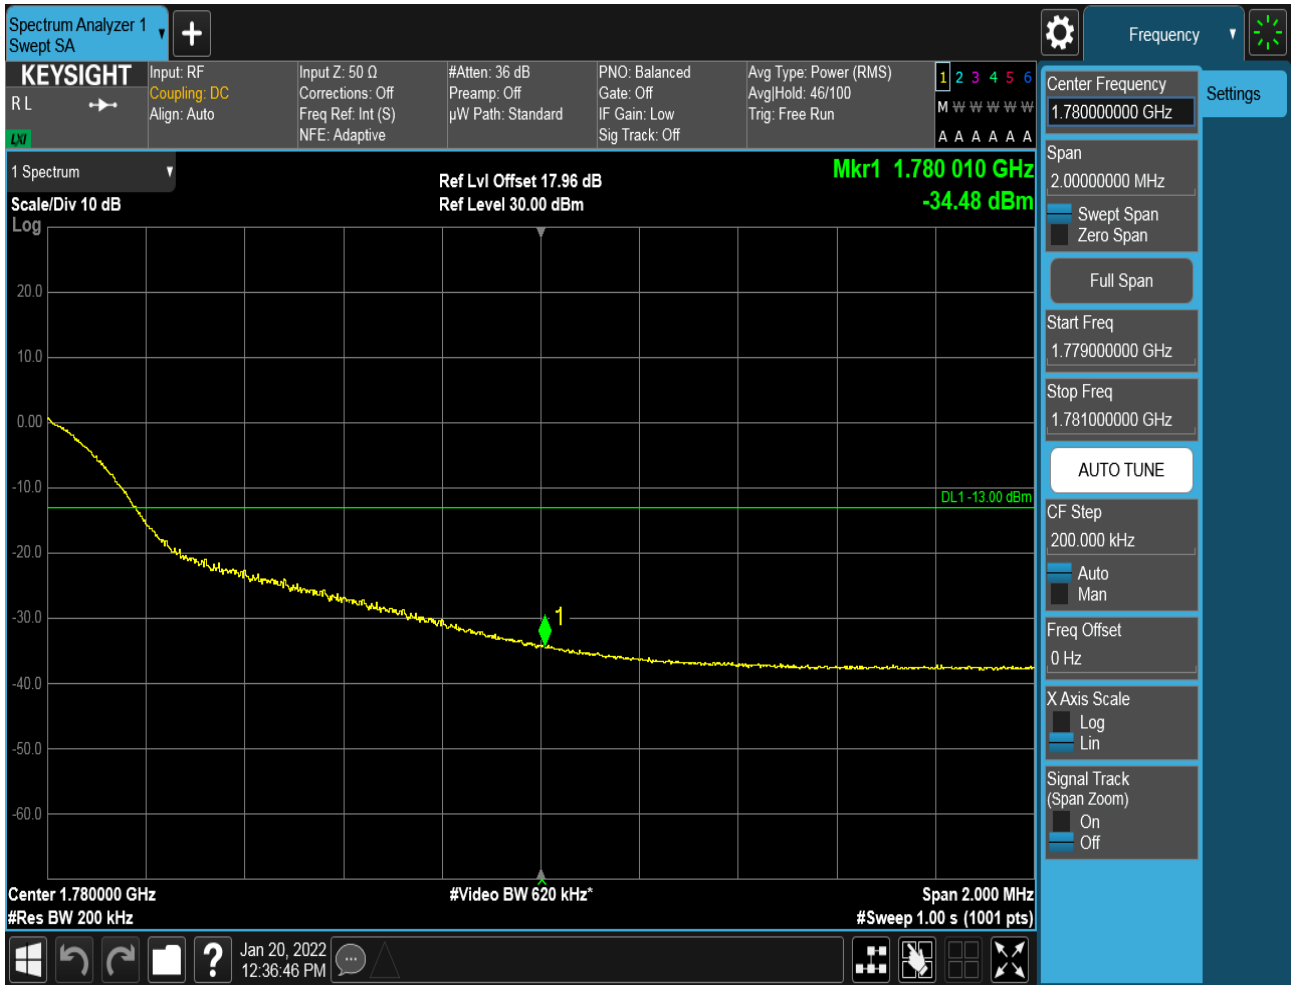 Spectrum Analyzer 1
Swept SA
Frequency
KEYSIGHT
R L
LXI
Input: RF
Coupling: DC
Align: Auto
Input Z: 50 Ω
Corrections: Off
Freq Ref: Int (S)
NFE: Adaptive
#Atten: 36 dB
Preamp: Off
µW Path: Standard
PNO: Balanced
Gate: Off
IF Gain: Low
Sig Track: Off
Avg Type: Power (RMS)
Avg|Hold: 46/100
Trig: Free Run
1 2 3 4 5 6
M W W W W W
A A A A A A
1 Spectrum
Scale/Div 10 dB
Log
Ref Lvl Offset 17.96 dB
Ref Level 30.00 dBm
Mkr1 1.780 010 GHz
-34.48 dBm
20.0
10.0
0.00
-10.0
DL1 -13.00 dBm
-20.0
-30.0
1
-40.0
-50.0
-60.0
Center 1.780000 GHz
#Video BW 620 kHz*
Span 2.000 MHz
#Res BW 200 kHz
#Sweep 1.00 s (1001 pts)
Jan 20, 2022
12:36:46 PM
Center Frequency
1.780000000 GHz
Settings
Span
2.00000000 MHz
Swept Span
Zero Span
Full Span
Start Freq
1.779000000 GHz
Stop Freq
1.781000000 GHz
AUTO TUNE
CF Step
200.000 kHz
Auto
Man
Freq Offset
0 Hz
X Axis Scale
Log
Lin
Signal Track
(Span Zoom)
On
Off